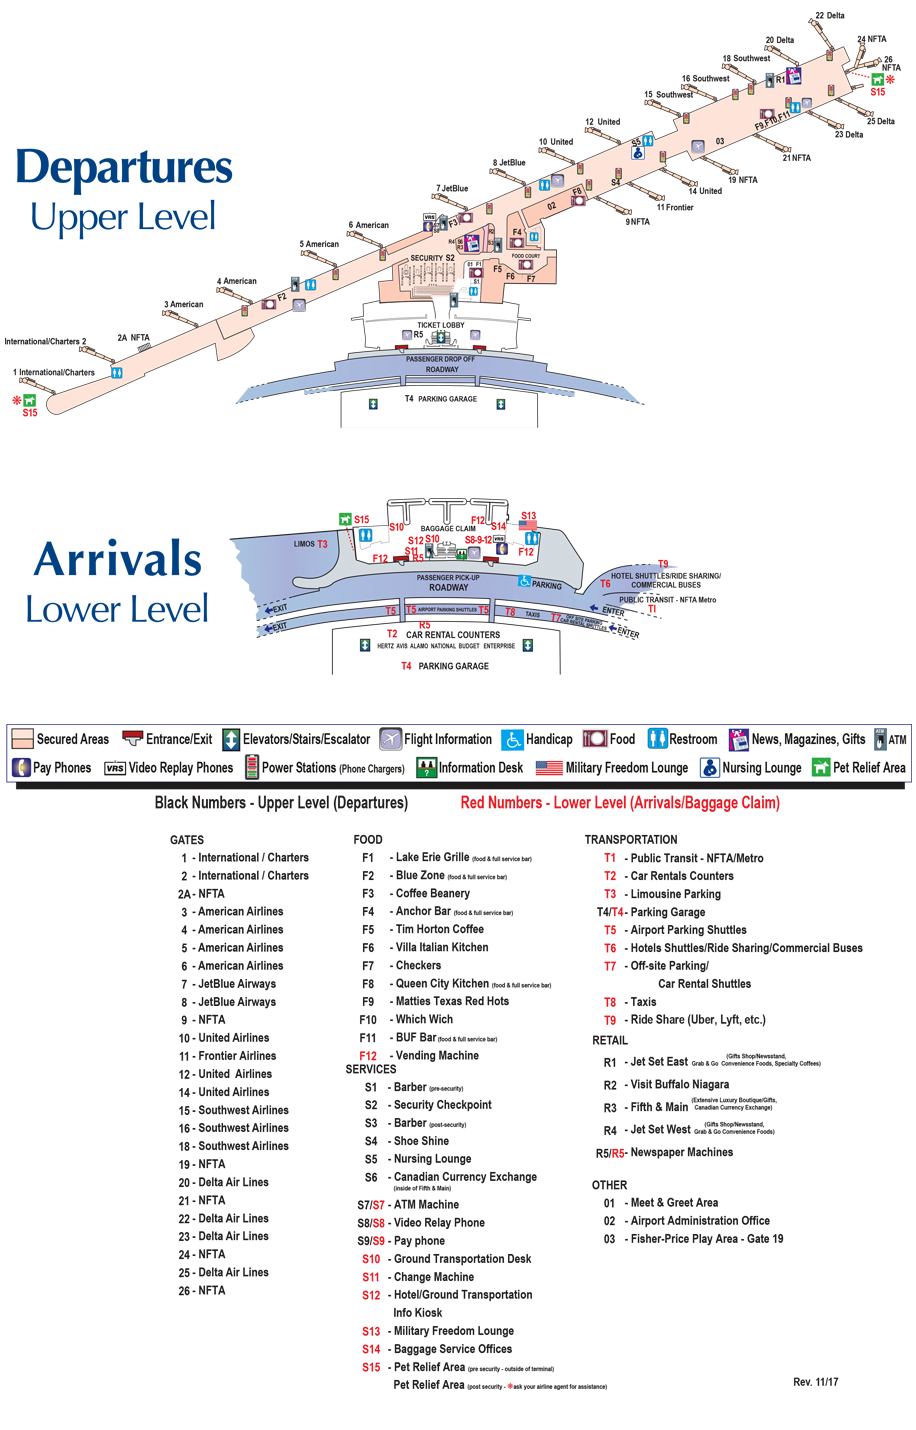 22 Delta
24 NFTA
20 Delta
26
NFTA
18 Southwest
R1
S15
16 Southwest
15 Southwest
F9,F10,F11
25 Delta
23 Delta
12 United
S5
03
21 NFTA
10 United
19 NFTA
8 JetBlue
S4
14 United
11 Frontier
F8
02
9 NFTA
Departures
Upper Level
7 JetBlue
VRS
F3
6 American
R2
F4
R4
S6
R3
S3
5 American
FOOD COURT
SECURITY S2
01 F1
F5
F6
F7
S1
4 American
F2
3 American
2A NFTA
TICKET LOBBY
R5
International/Charters 2
PASSENGER DROP OFF
ROADWAY
1 International/Charters
S15
T4 PARKING GARAGE
Arrivals
Lower Level
S15
S10
BAGGAGE CLAIM
F12
S14
S13
LIMOS T3
S12 S10
S8-9-12
VRS
S11
F12
R5
F12
T9
HOTEL SHUTTLES/RIDE SHARING/
COMMERCIAL BUSES
T6
PASSENGER PICK-UP
ROADWAY
PARKING
PUBLIC TRANSIT - NFTA Metro
T1
EXIT
ENTER
T5
T5
AIRPORT PARKING SHUTTLES
T5
T8
TAXIS
T7
OFF SITE PARKING
CAR RENTAL SHUTTLES
EXIT
ENTER
R5
T2 CAR RENTAL COUNTERS
HERTZ AVIS ALAMO NATIONAL BUDGET ENTERPRISE
T4 PARKING GARAGE
Secured Areas
Entrance/Exit
Elevators/Stairs/Escalator
Flight Information
Handicap
Food
Restroom
News, Magazines, Gifts
ATM
ATM
Pay Phones
VRS
Video Replay Phones
Power Stations (Phone Chargers)
Information Desk
Military Freedom Lounge
Nursing Lounge
Pet Relief Area
Black Numbers - Upper Level (Departures)
Red Numbers - Lower Level (Arrivals/Baggage Claim)
GATES
1 - International / Charters
2 - International / Charters
2A - NFTA
3 - American Airlines
4 - American Airlines
5 - American Airlines
6 - American Airlines
7 - JetBlue Airways
8 - JetBlue Airways
9 - NFTA
10 - United Airlines
11 - Frontier Airlines
12 - United Airlines
14 - United Airlines
15 - Southwest Airlines
16 - Southwest Airlines
18 - Southwest Airlines
19 - NFTA
20 - Delta Air Lines
21 - NFTA
22 - Delta Air Lines
23 - Delta Air Lines
24 - NFTA
25 - Delta Air Lines
26 - NFTA
FOOD
F1 - Lake Erie Grille (food & full service bar)
F2 - Blue Zone (food & full service bar)
F3 - Coffee Beanery
F4 - Anchor Bar (food & full service bar)
F5 - Tim Horton Coffee
F6 - Villa Italian Kitchen
F7 - Checkers
F8 - Queen City Kitchen (food & full service bar)
F9 - Matties Texas Red Hots
F10 - Which Wich
F11 - BUF Bar (food & full service bar)
F12 - Vending Machine
SERVICES
S1 - Barber (pre-security)
S2 - Security Checkpoint
S3 - Barber (post-security)
S4 - Shoe Shine
S5 - Nursing Lounge
S6 - Canadian Currency Exchange
(inside of Fifth & Main)
S7/S7 - ATM Machine
S8/S8 - Video Relay Phone
S9/S9 - Pay phone
S10 - Ground Transportation Desk
S11 - Change Machine
S12 - Hotel/Ground Transportation
Info Kiosk
S13 - Military Freedom Lounge
S14 - Baggage Service Offices
S15 - Pet Relief Area (pre security - outside of terminal)
Pet Relief Area (post security - ✻ask your airline agent for assistance)
TRANSPORTATION
T1 - Public Transit - NFTA/Metro
T2 - Car Rentals Counters
T3 - Limousine Parking
T4/T4 - Parking Garage
T5 - Airport Parking Shuttles
T6 - Hotels Shuttles/Ride Sharing/Commercial Buses
T7 - Off-site Parking/
Car Rental Shuttles
T8 - Taxis
T9 - Ride Share (Uber, Lyft, etc.)
RETAIL
R1 - Jet Set East (Gifts Shop/Newsstand,
Grab & Go Convenience Foods, Specialty Coffees)
R2 - Visit Buffalo Niagara
R3 - Fifth & Main (Extensive Luxury Boutique/Gifts,
Canadian Currency Exchange)
R4 - Jet Set West (Gifts Shop/Newsstand,
Grab & Go Convenience Foods)
R5/R5 - Newspaper Machines
OTHER
01 - Meet & Greet Area
02 - Airport Administration Office
03 - Fisher-Price Play Area - Gate 19
Rev. 11/17